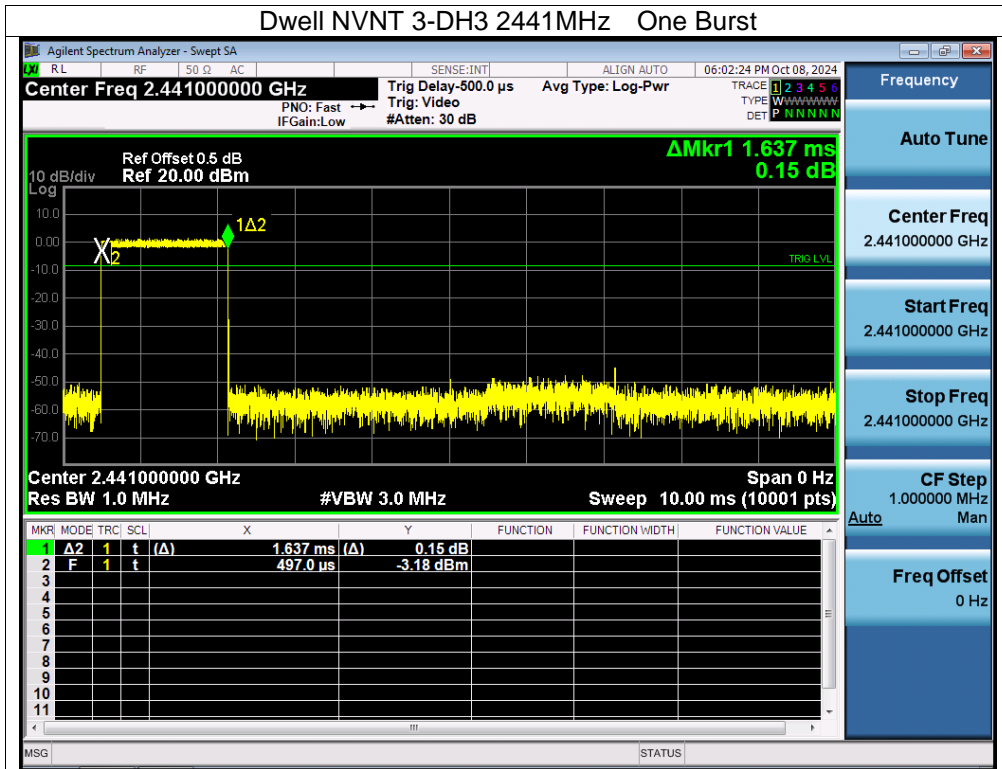 Dwell NVNT 3-DH3 2441MHz One Burst
Agilent Spectrum Analyzer - Swept SA
LXI RL RF 50 Ω AC SENSE:INT ALIGN AUTO 06:02:24 PM Oct 08, 2024
Center Freq 2.441000000 GHz
PNO: Fast
IFGain:Low
Trig Delay-500.0 µs
Trig: Video
#Atten: 30 dB
Avg Type: Log-Pwr
TRACE 1 2 3 4 5 6
TYPE WWWWWW
DET P N N N N N
Frequency
Auto Tune
Center Freq
2.441000000 GHz
Start Freq
2.441000000 GHz
Stop Freq
2.441000000 GHz
CF Step
1.000000 MHz
Auto Man
Freq Offset
0 Hz
ΔMkr1 1.637 ms
0.15 dB
Ref Offset 0.5 dB
10 dB/div Ref 20.00 dBm
Log
10.0
0.00
-10.0
-20.0
-30.0
-40.0
-50.0
-60.0
-70.0
1Δ2
X2
TRIG LVL
Center 2.441000000 GHz Span 0 Hz
Res BW 1.0 MHz #VBW 3.0 MHz Sweep 10.00 ms (10001 pts)
MKR MODE TRC SCL X Y FUNCTION FUNCTION WIDTH FUNCTION VALUE
1 Δ2 1 t (Δ) 1.637 ms (Δ) 0.15 dB
2 F 1 t 497.0 µs -3.18 dBm
3
4
5
6
7
8
9
10
11
MSG STATUS